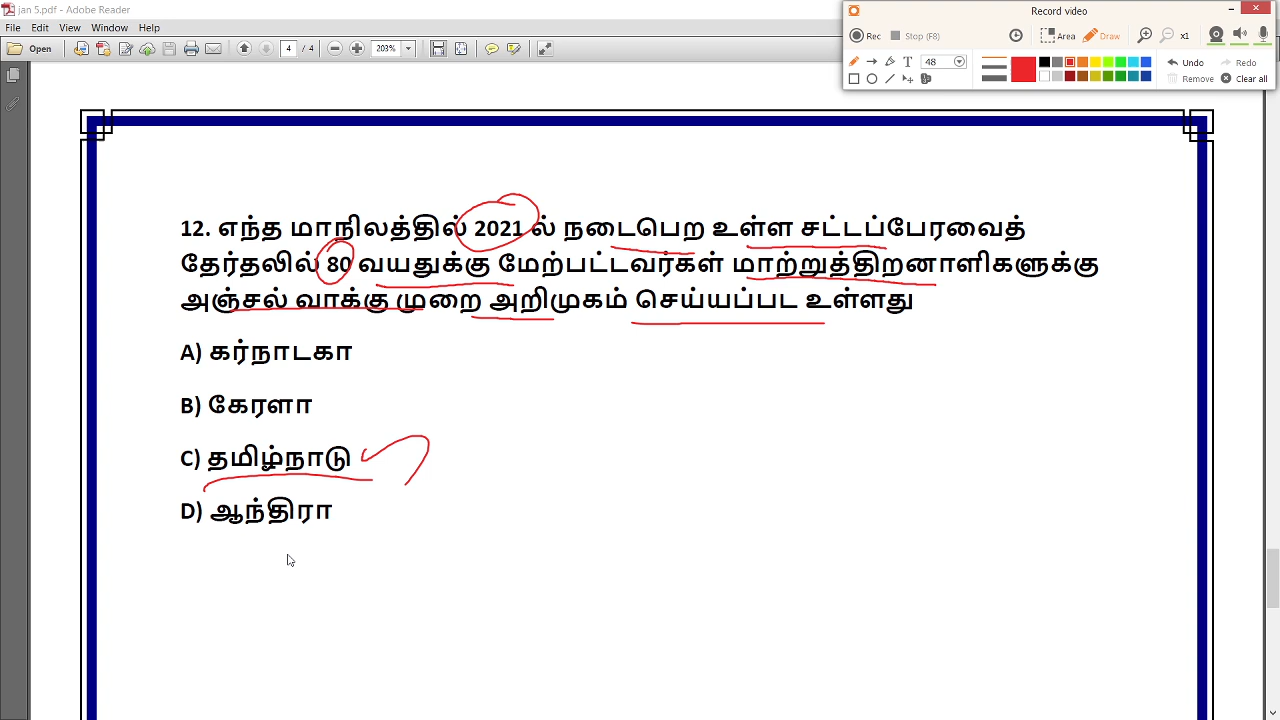 jan 5.pdf - Adobe Reader
Record video
File Edit View Window Help
Open 4 / 4 203%
Rec Stop (F8) Area Draw x1
T 48 Undo Redo
Remove Clear all
12. எந்த மாநிலத்தில் 2021 ல் நடைபெற உள்ள சட்டப்பேரவைத்
தேர்தலில் 80 வயதுக்கு மேற்பட்டவர்கள் மாற்றுத்திறனாளிகளுக்கு
அஞ்சல் வாக்கு முறை அறிமுகம் செய்யப்பட உள்ளது
A) கர்நாடகா
B) கேரளா
C) தமிழ்நாடு
D) ஆந்திரா